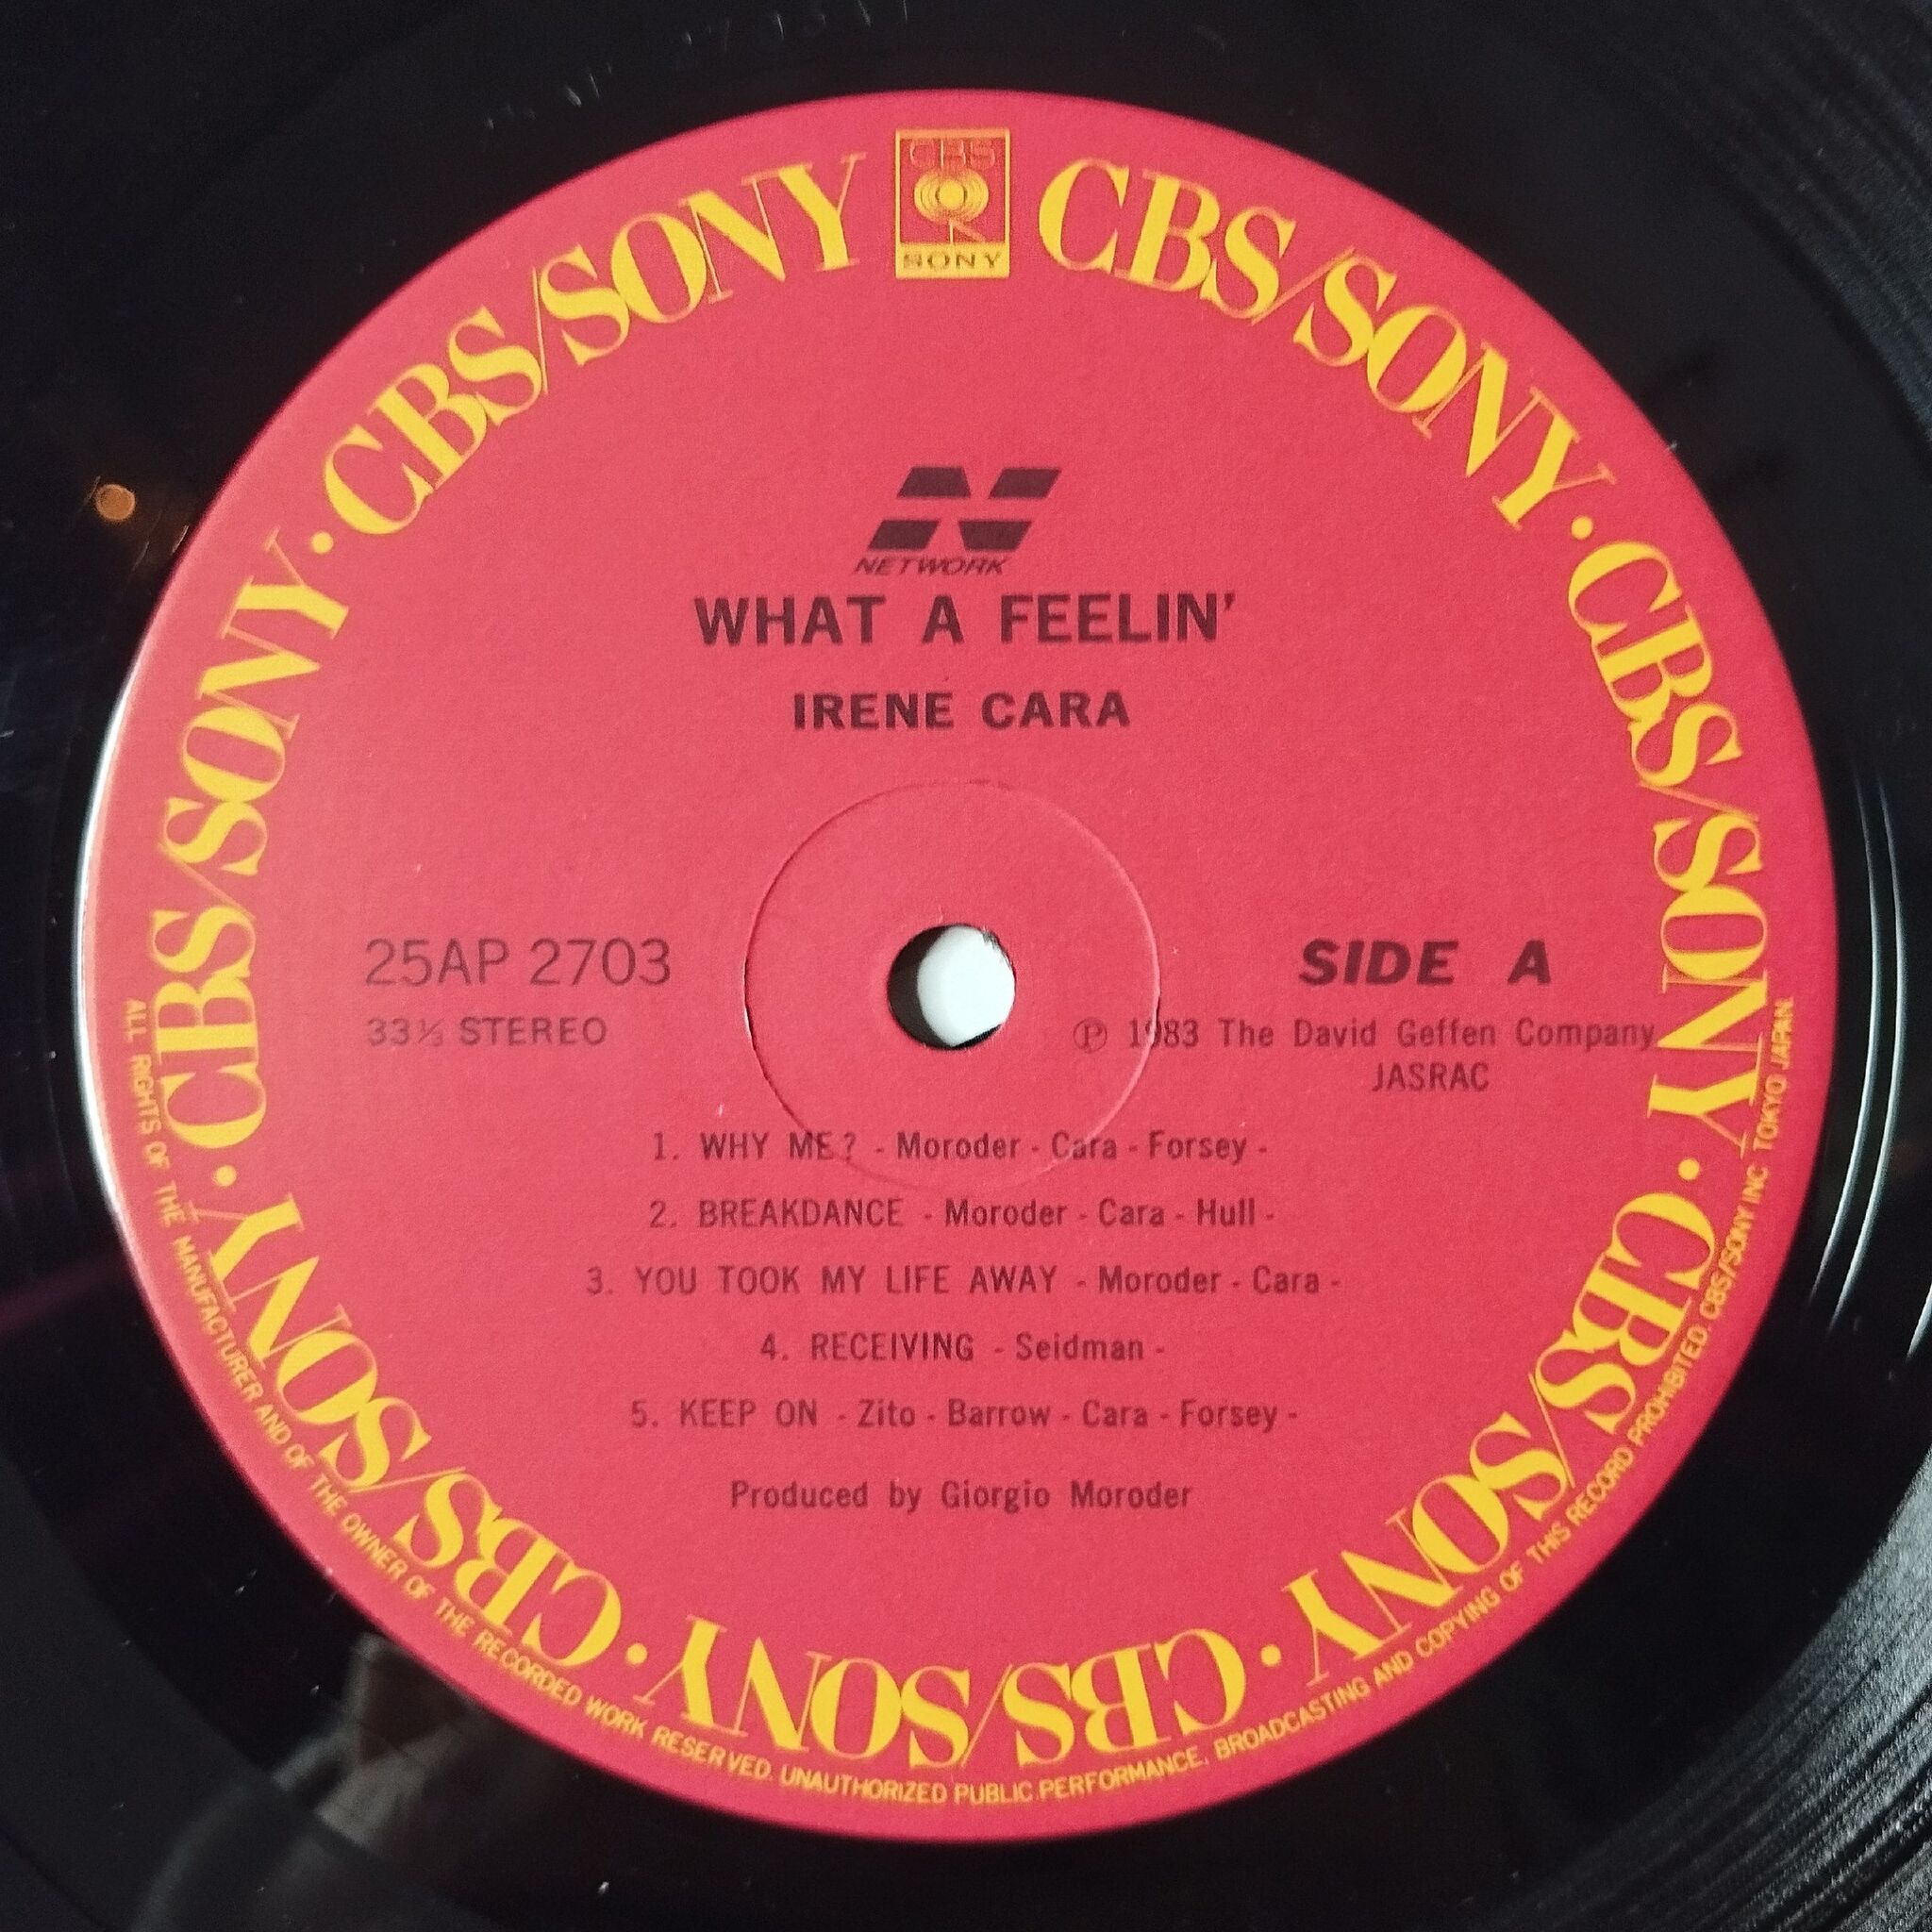 CBS
SONY
CBS/SONY · CBS/SONY · CBS/SONY · CBS/SONY · CBS/SONY · CBS/SONY · CBS/SONY
N
NETWORK
WHAT A FEELIN'
IRENE CARA
25AP 2703
SIDE A
33⅓ STEREO
℗ 1983 The David Geffen Company
JASRAC
1. WHY ME? - Moroder - Cara - Forsey -
2. BREAKDANCE - Moroder - Cara - Hull -
3. YOU TOOK MY LIFE AWAY - Moroder - Cara -
4. RECEIVING - Seidman -
5. KEEP ON - Zito - Barrow - Cara - Forsey -
Produced by Giorgio Moroder
ALL RIGHTS OF THE MANUFACTURER AND OF THE OWNER OF THE RECORDED WORK RESERVED. UNAUTHORIZED PUBLIC PERFORMANCE, BROADCASTING AND COPYING OF THIS RECORD PROHIBITED. CBS/SONY INC TOKYO JAPAN